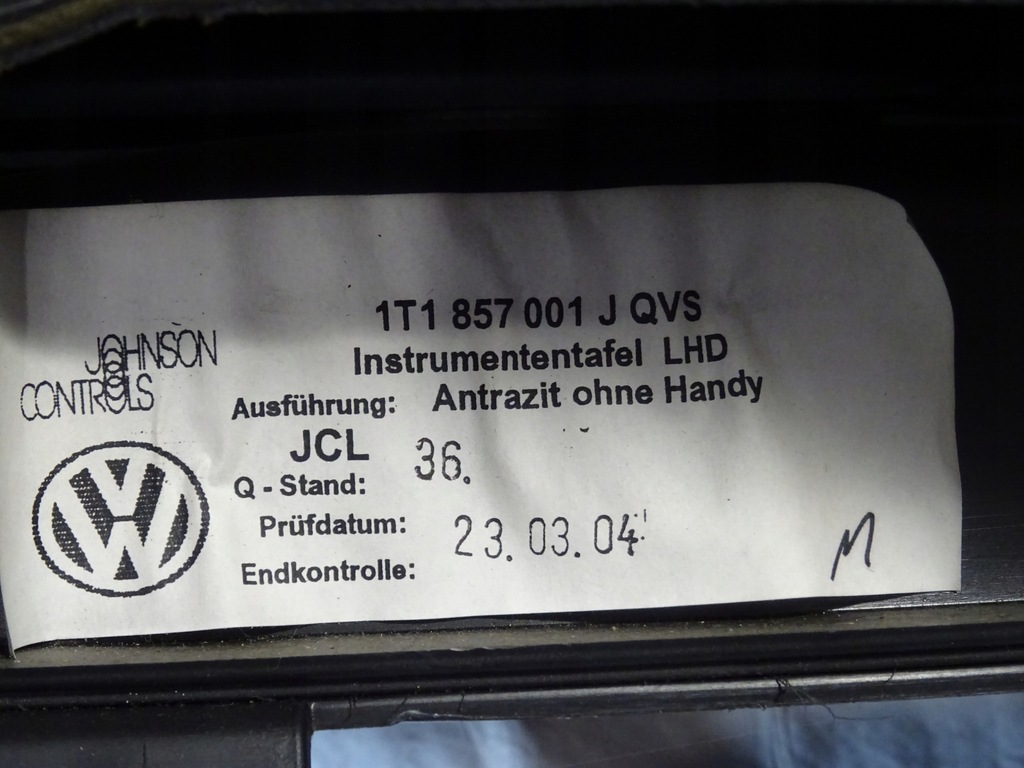 1T1 857 001 J QVS
Instrumententafel LHD
JOHNSON
CONTROLS
Ausführung: Antrazit ohne Handy
JCL 36.
Q - Stand:
Prüfdatum: 23.03.04
Endkontrolle:
M